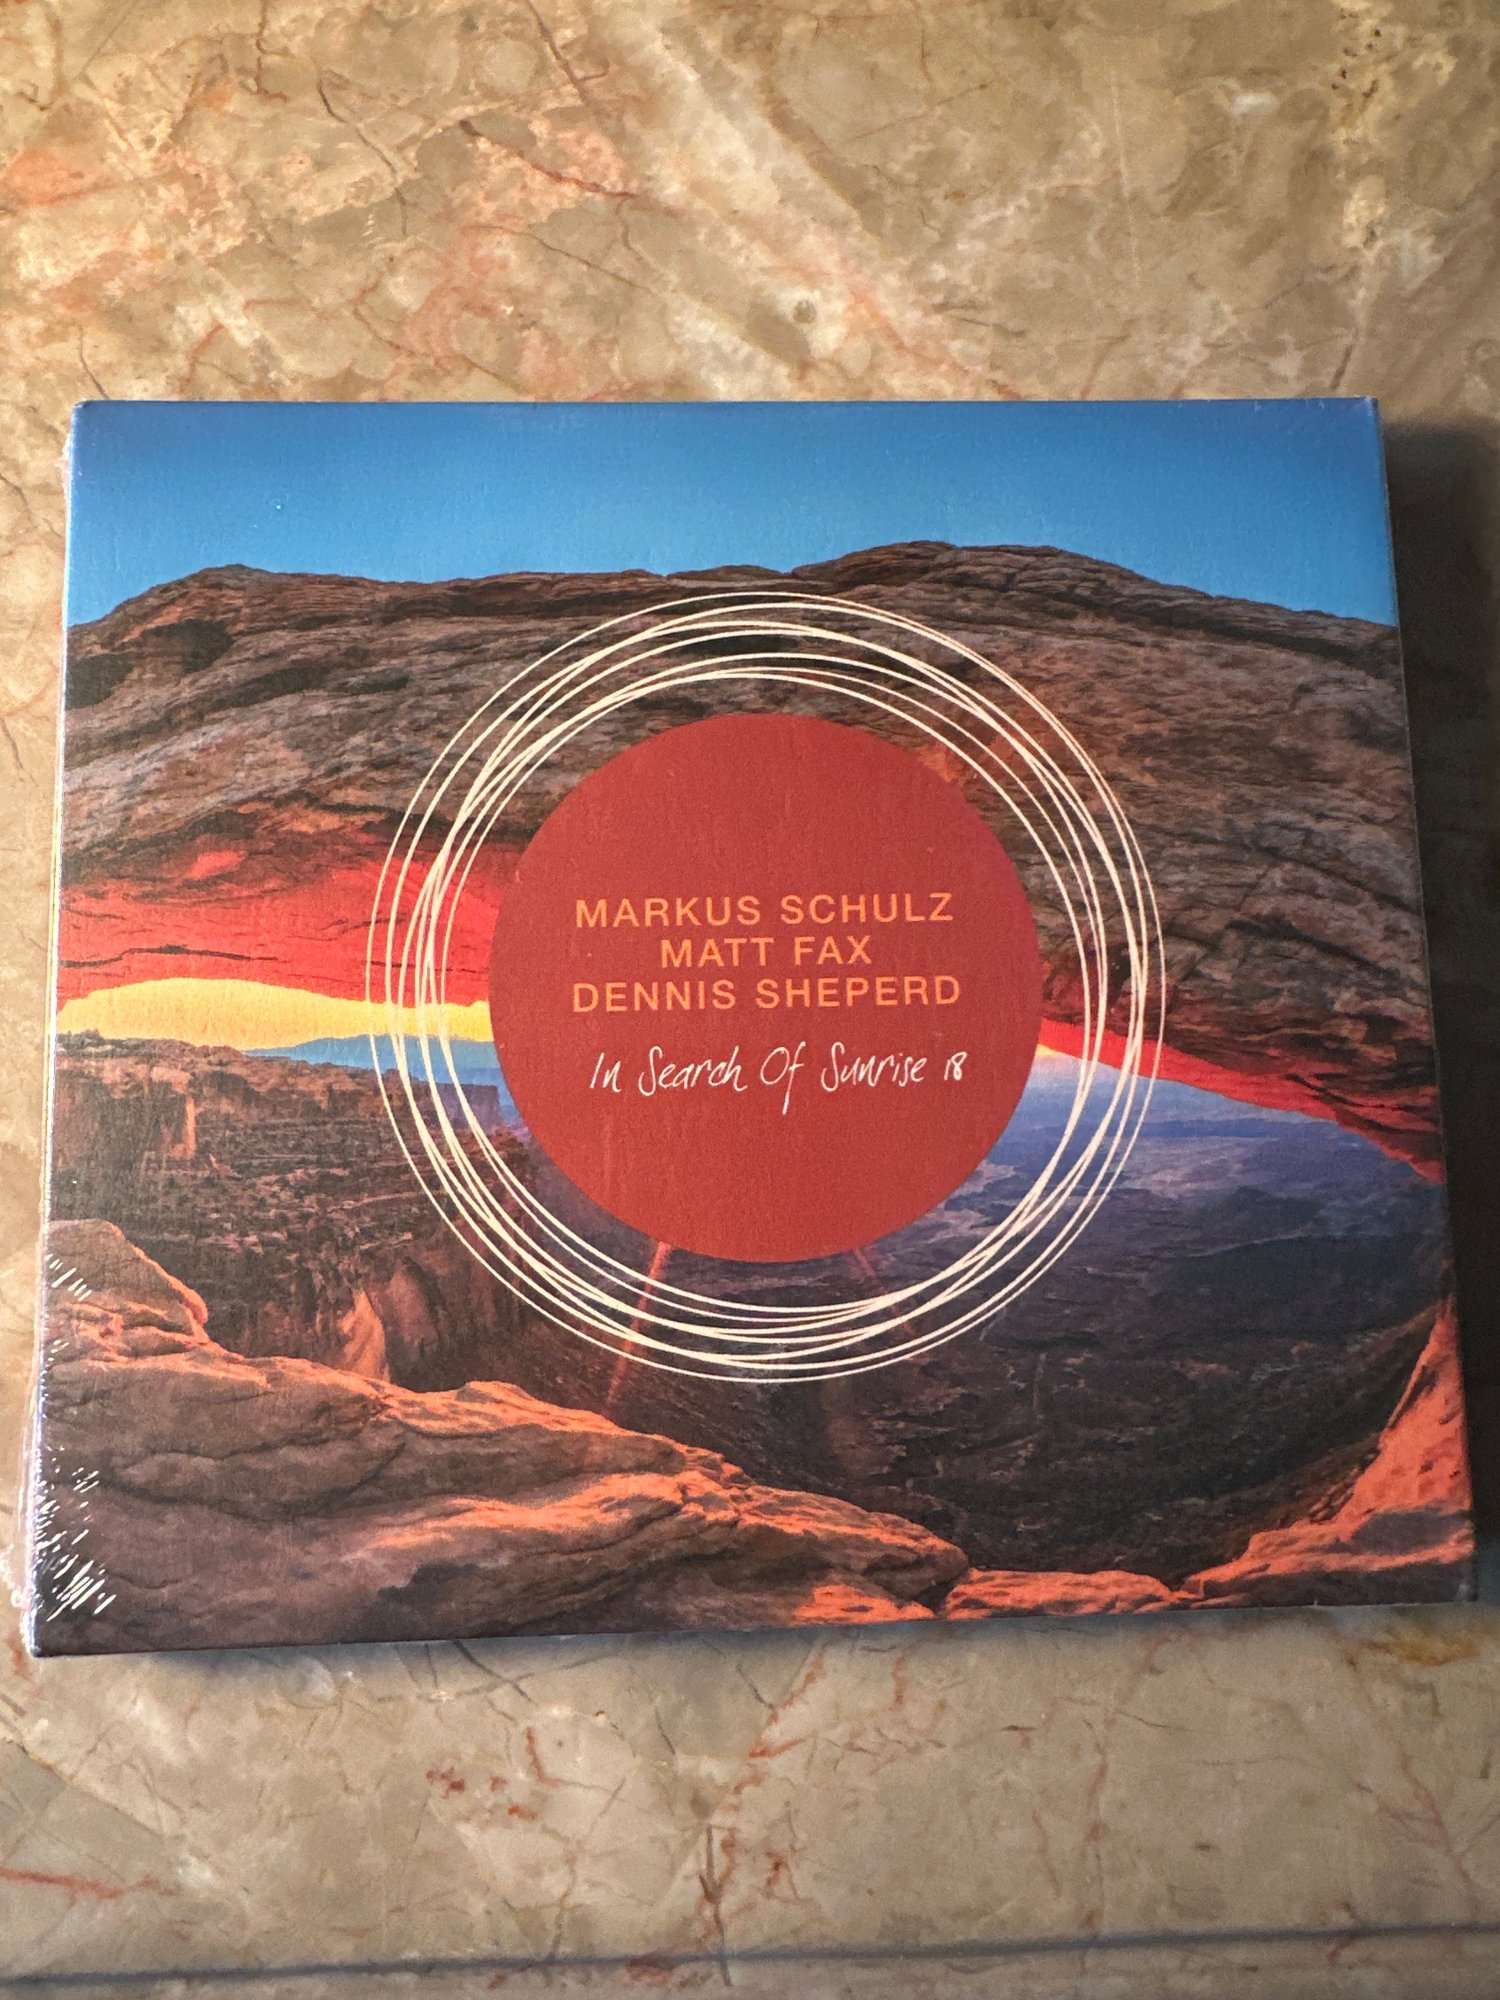 MARKUS SCHULZ
MATT FAX
DENNIS SHEPERD
In Search Of Sunrise 18